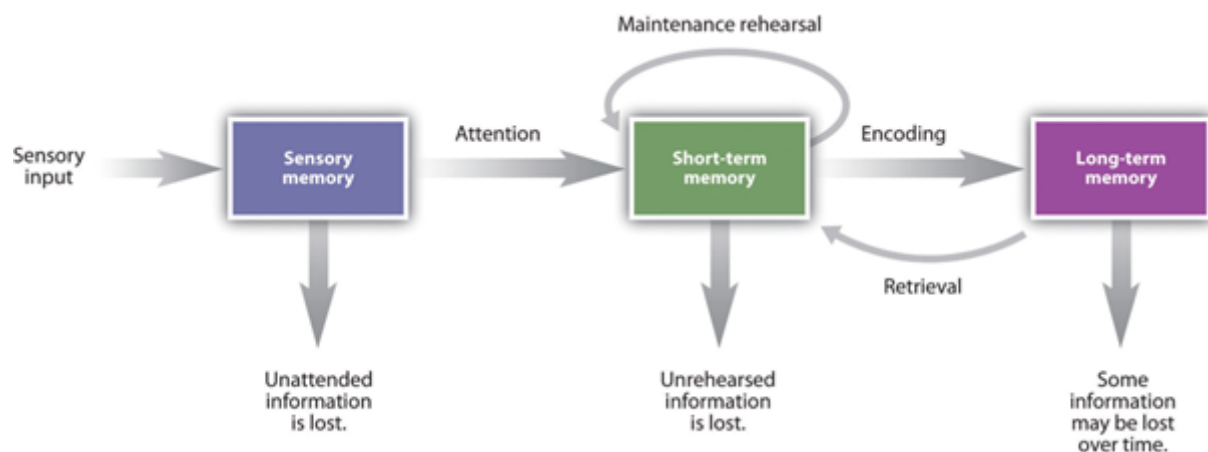 Maintenance rehearsal
Sensory
input
Sensory
memory
Attention
Short-term
memory
Encoding
Long-term
memory
Retrieval
Unattended
information
is lost.
Unrehearsed
information
is lost.
Some
information
may be lost
over time.